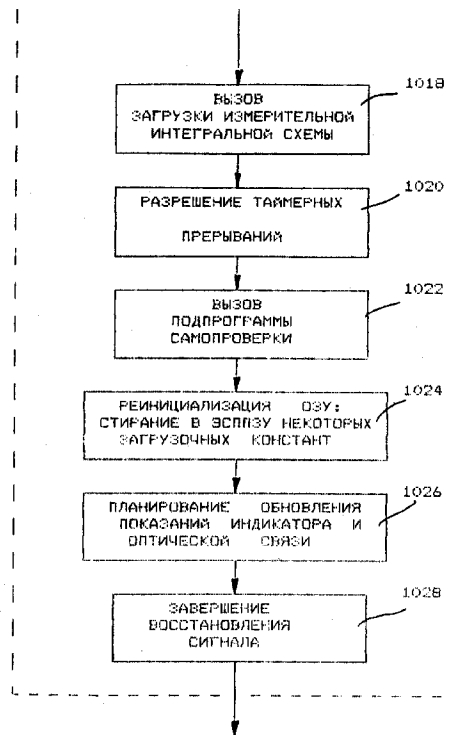 1018
ВЫЗОВ
ЗАГРУЗКИ ИЗМЕРИТЕЛЬНОЙ
ИНТЕГРАЛЬНОЙ СХЕМЫ
1020
РАЗРЕШЕНИЕ ТАЙМЕРНЫХ
ПРЕРЫВАНИЙ
1022
ВЫЗОВ
ПОДПРОГРАММЫ
САМОПРОВЕРКИ
1024
РЕИНИЦИАЛИЗАЦИЯ ОЗУ:
СТИРАНИЕ В ЭСППЗУ НЕКОТОРЫХ
ЗАГРУЗОЧНЫХ КОНСТАНТ
1026
ПЛАНИРОВАНИЕ ОБНОВЛЕНИЯ
ПОКАЗАНИЙ ИНДИКАТОРА И
ОПТИЧЕСКОЙ СВЯЗИ
1028
ЗАВЕРШЕНИЕ
ВОССТАНОВЛЕНИЯ
СИГНАЛА